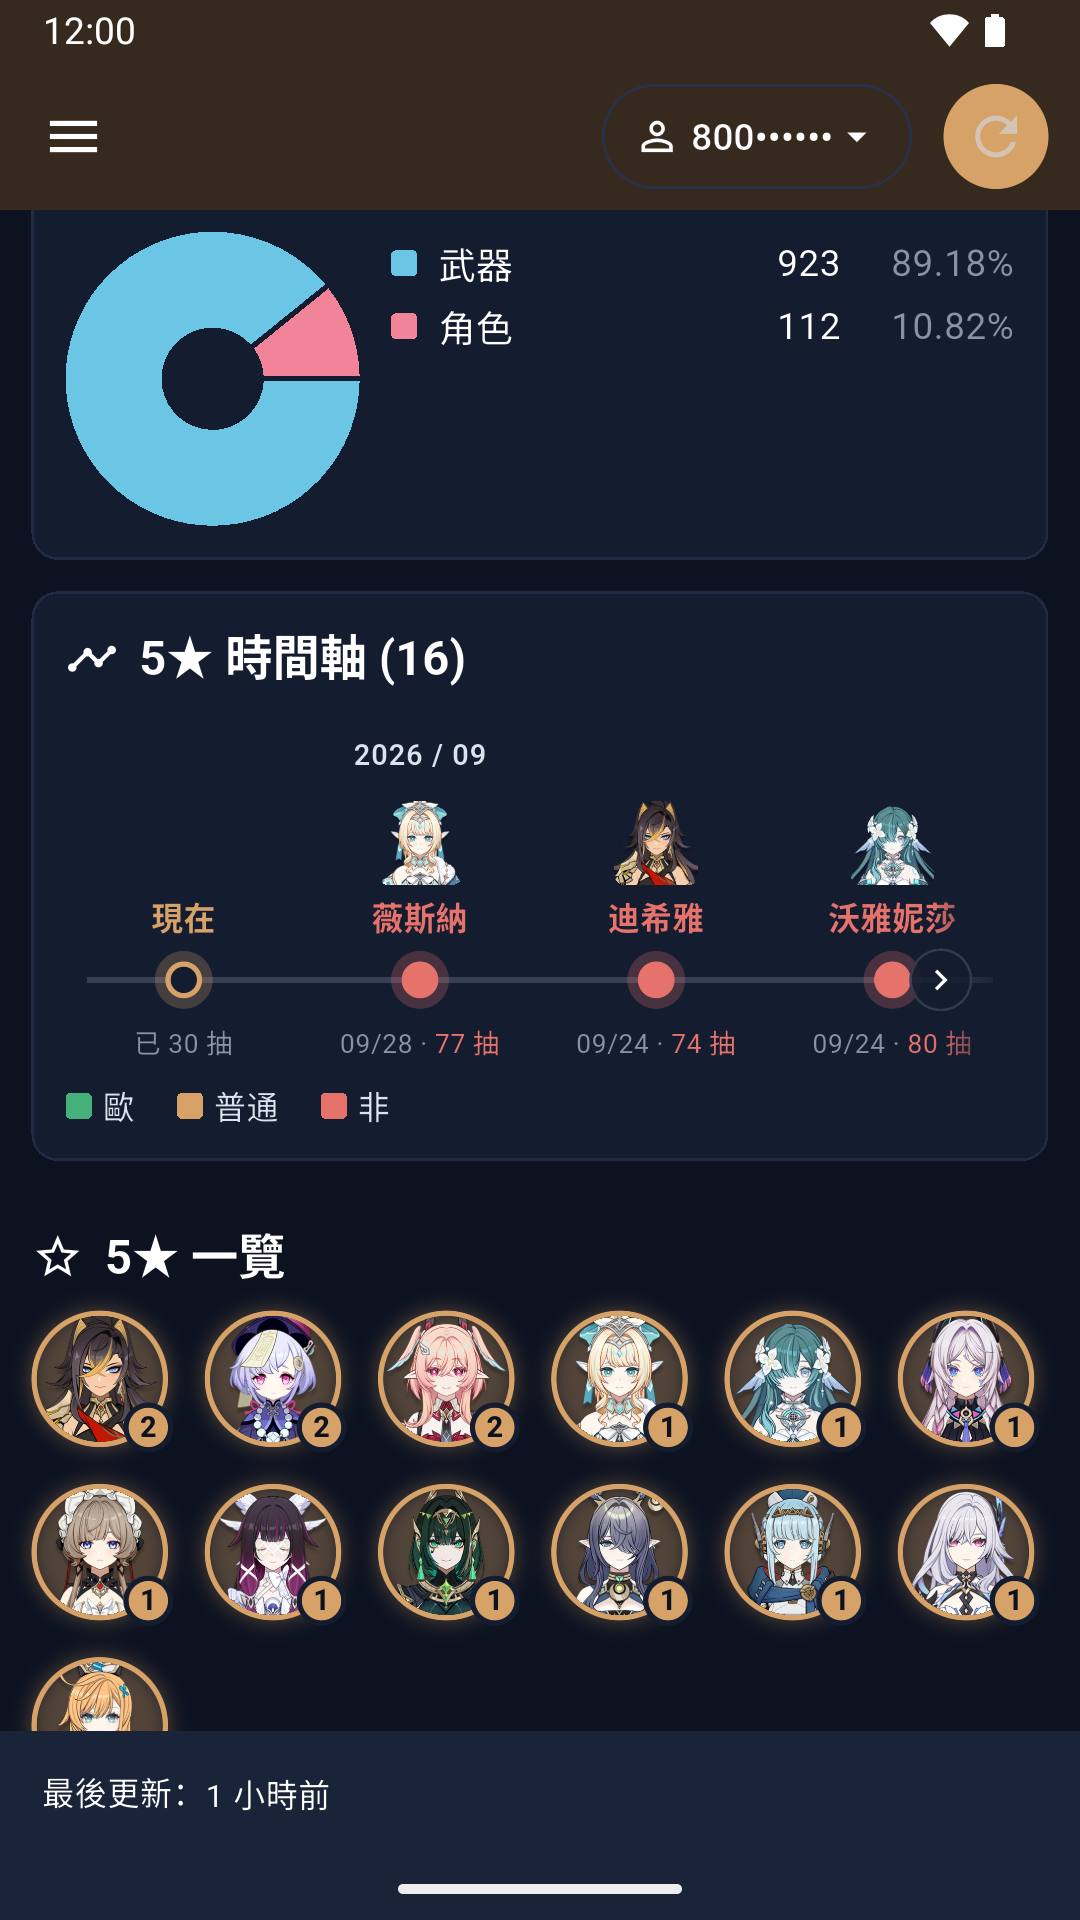 12:00
800••••••
武器 923 89.18%
角色 112 10.82%
5★ 時間軸 (16)
2026 / 09
現在 薇斯納 迪希雅 沃雅妮莎
已 30 抽 09/28 · 77 抽 09/24 · 74 抽 09/24 · 80 抽
歐 普通 非
5★ 一覽
2 2 2 1 1 1
1 1 1 1 1 1
最後更新：1 小時前